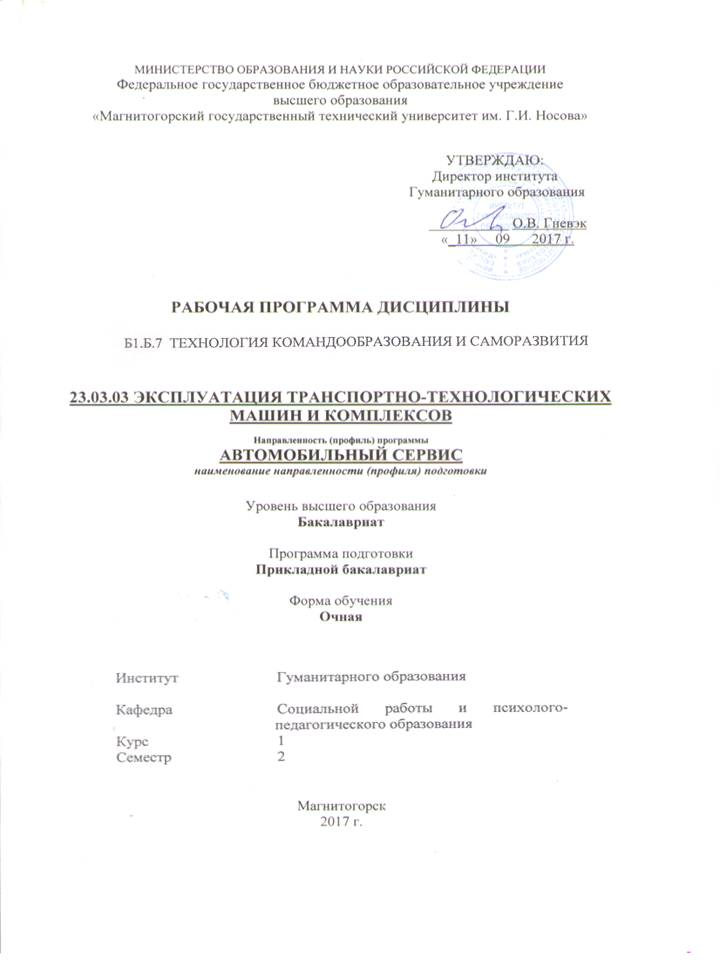 МИНИСТЕРСТВО ОБРАЗОВАНИЯ И НАУКИ РОССИЙСКОЙ ФЕДЕРАЦИИ
Федеральное государственное бюджетное образовательное учреждение
высшего образования
«Магнитогорский государственный технический университет им. Г.И. Носова»
УТВЕРЖДАЮ:
Директор института
Гуманитарного образования
О.В. Гневэк
« 11» 09 2017 г.
РАБОЧАЯ ПРОГРАММА ДИСЦИПЛИНЫ
Б1.Б.7 ТЕХНОЛОГИЯ КОМАНДООБРАЗОВАНИЯ И САМОРАЗВИТИЯ
23.03.03 ЭКСПЛУАТАЦИЯ ТРАНСПОРТНО-ТЕХНОЛОГИЧЕСКИХ
МАШИН И КОМПЛЕКСОВ
Направленность (профиль) программы
АВТОМОБИЛЬНЫЙ СЕРВИС
наименование направленности (профиля) подготовки
Уровень высшего образования
Бакалавриат
Программа подготовки
Прикладной бакалавриат
Форма обучения
Очная
Институт Гуманитарного образования
Кафедра Социальной работы и психолого-
педагогического образования
Курс 1
Семестр 2
Магнитогорск
2017 г.